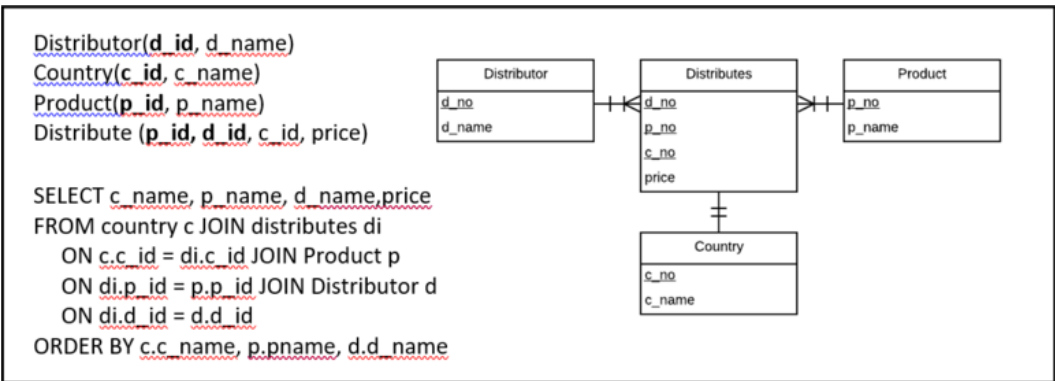 Distributor(d_id, d_name)
Country(c_id, c_name)
Product(p_id, p_name)
Distribute (p_id, d_id, c_id, price)
SELECT c_name, p_name, d_name,price
FROM country c JOIN distributes di
ON c.c_id = di.c_id JOIN Product p
ON di.p_id = p.p_id JOIN Distributor d
ON di.d_id = d.d_id
ORDER BY c.c_name, p.pname, d.d_name
Distributor
d_no
d_name
Distributes
d_no
p_no
c_no
price
Product
p_no
p_name
Country
c_no
c_name